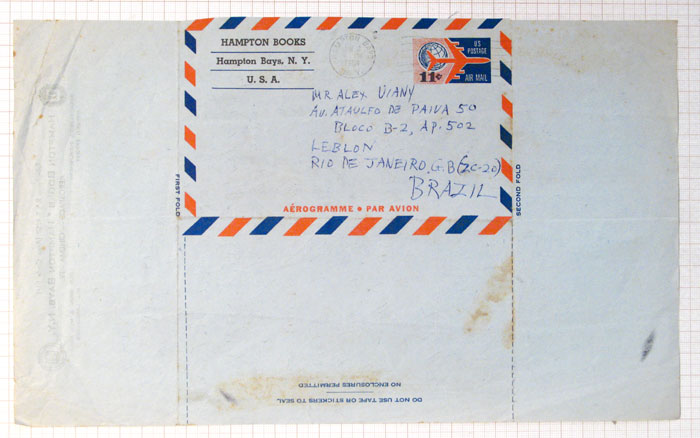 HAMPTON BOOKS
Hampton Bays, N. Y.
U. S. A.
US
POSTAGE
11¢
AIR MAIL
MR. ALEX VIANY
AV. ATAULFO DE PAIVA 50
BLOCO B-2, AP. 502
LEBLON
RIO DE JANEIRO, G.B (ZC-20)
BRAZIL
FIRST FOLD
SECOND FOLD
AÉROGRAMME • PAR AVION
NO ENCLOSURES PERMITTED
DO NOT USE TAPE OR STICKERS TO SEAL